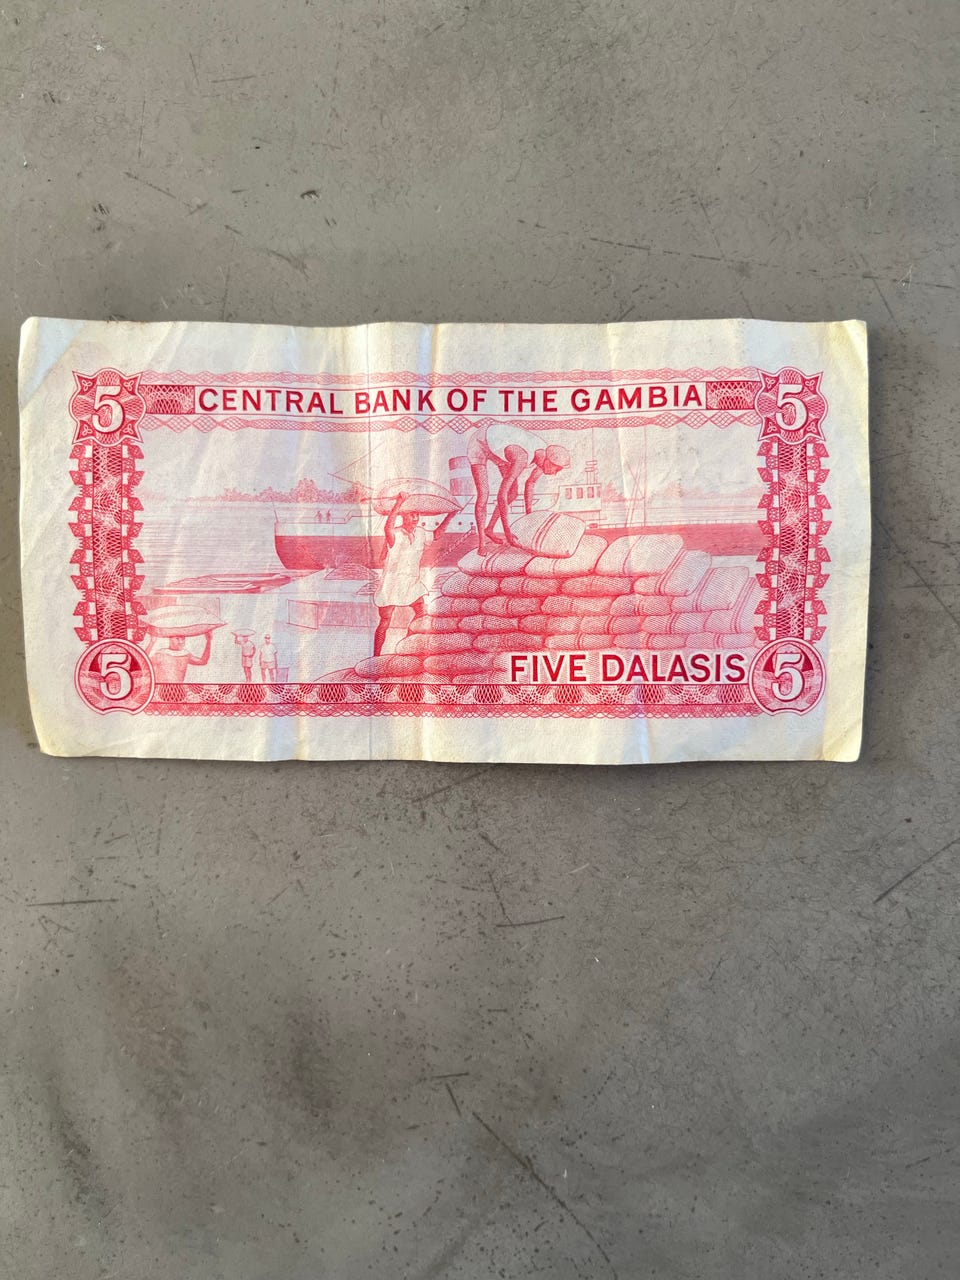 5 CENTRAL BANK OF THE GAMBIA 5
5 FIVE DALASIS 5